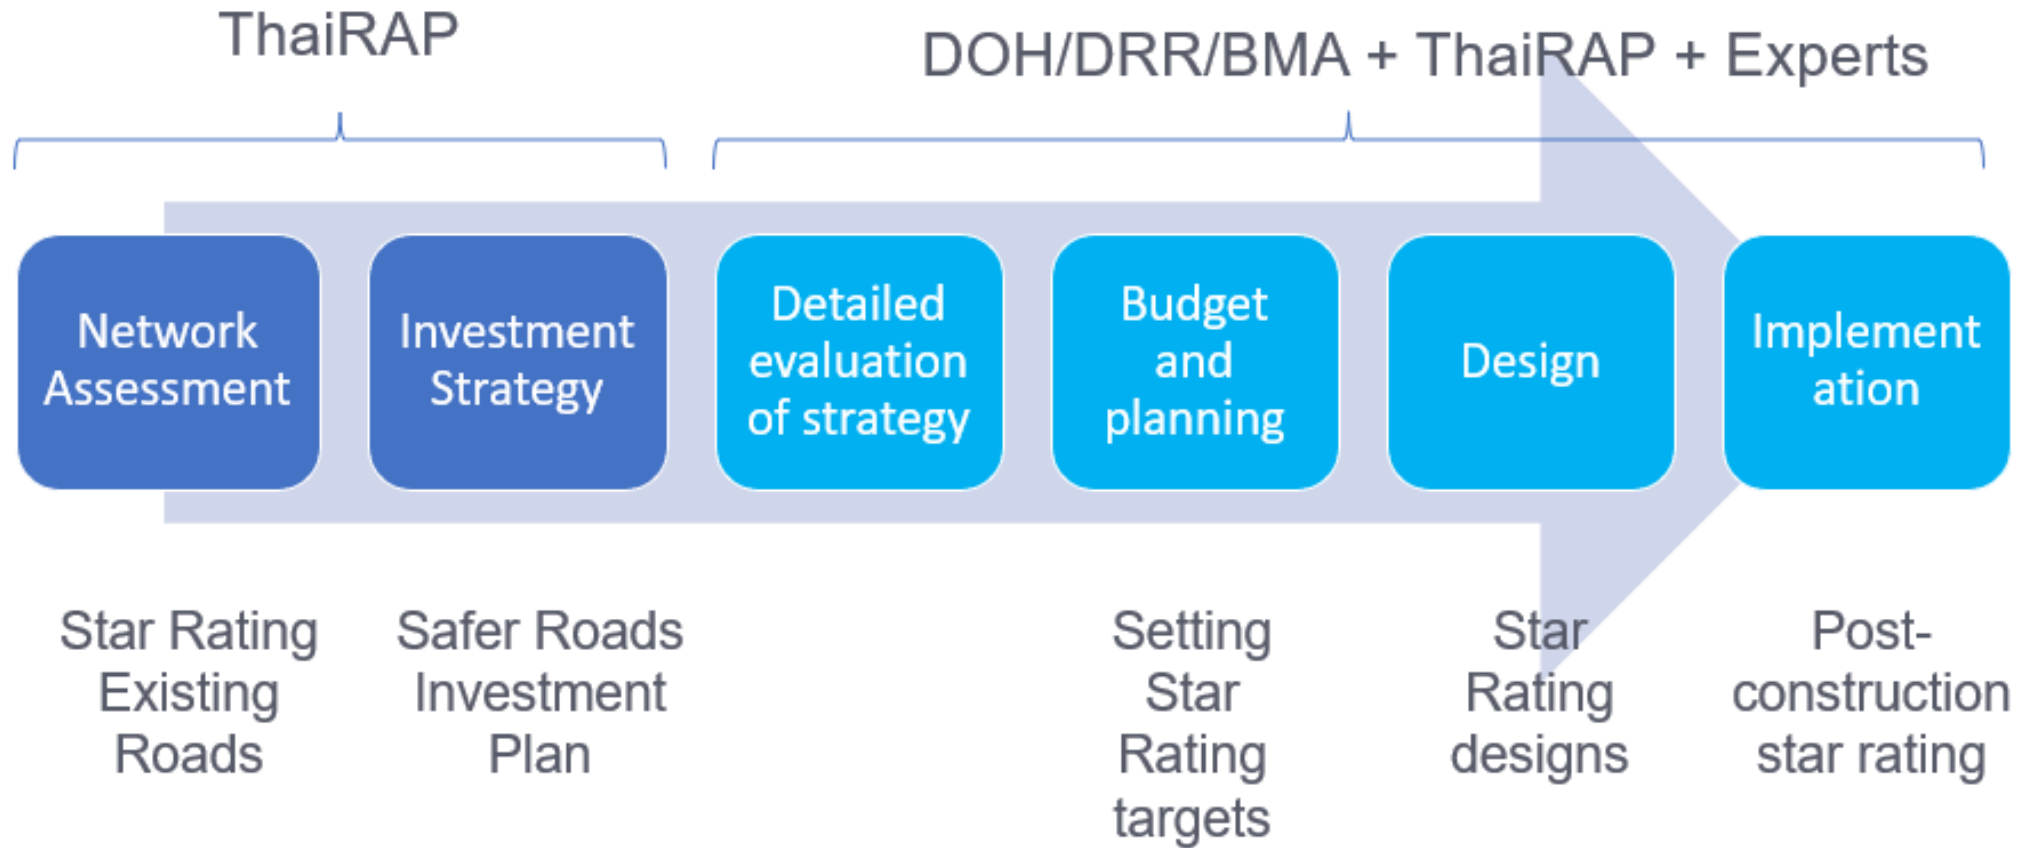 ThaiRAP
DOH/DRR/BMA + ThaiRAP + Experts
Network
Assessment
Investment
Strategy
Detailed
evaluation
of strategy
Budget
and
planning
Design
Implement
ation
Star Rating
Existing
Roads
Safer Roads
Investment
Plan
Setting
Star
Rating
targets
Star
Rating
designs
Post-
construction
star rating